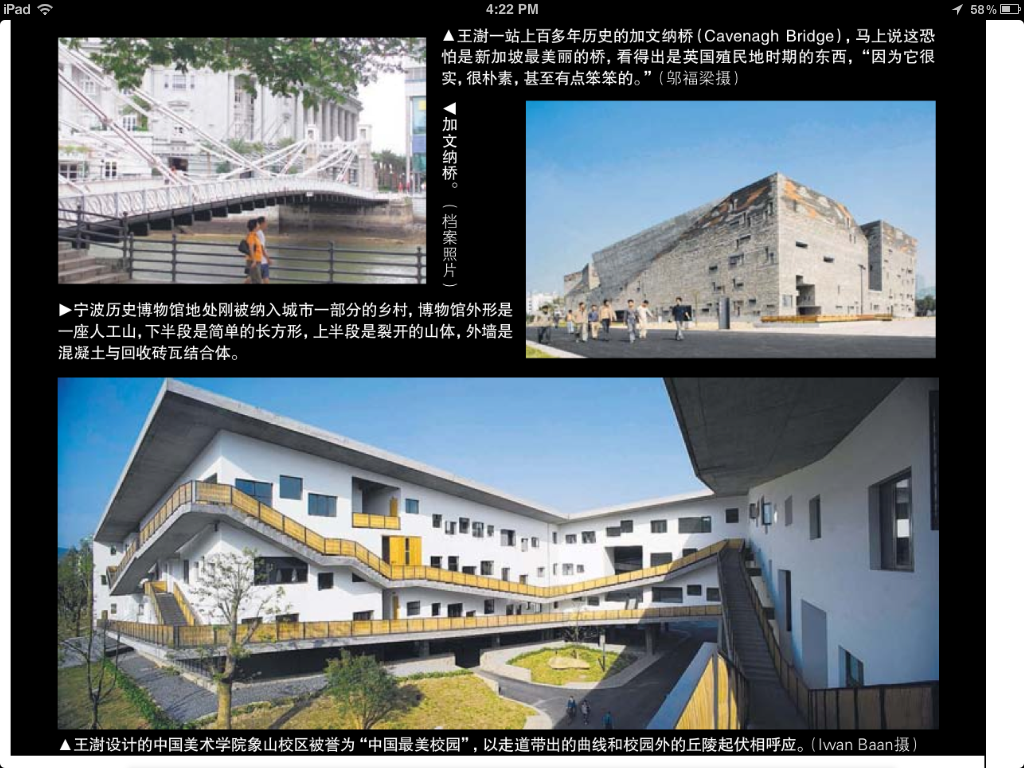 iPad 4:22 PM 58%
▲王澍一站上百多年历史的加文纳桥(Cavenagh Bridge),马上说这恐
怕是新加坡最美丽的桥,看得出是英国殖民地时期的东西,“因为它很
实,很朴素,甚至有点笨笨的。”(邬福梁摄)
◀加文纳桥。(档案照片)
▶宁波历史博物馆地处刚被纳入城市一部分的乡村,博物馆外形是
一座人工山,下半段是简单的长方形,上半段是裂开的山体,外墙是
混凝土与回收砖瓦结合体。
▲王澍设计的中国美术学院象山校区被誉为“中国最美校园”,以走道带出的曲线和校园外的丘陵起伏相呼应。(Iwan Baan摄)